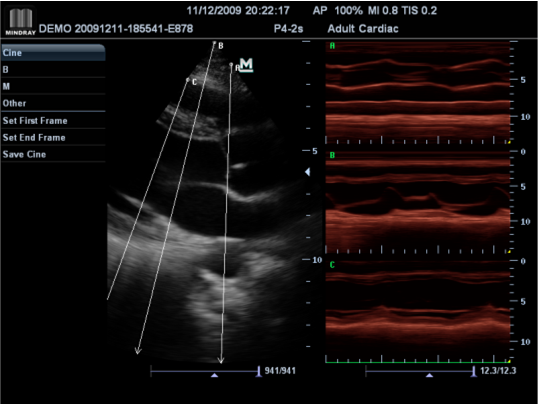 11/12/2009 20:22:17 AP 100% MI 0.8 TIS 0.2
MINDRAY DEMO 20091211-185541-E878 P4-2s Adult Cardiac
Cine
B
M
Other
Set First Frame
Set End Frame
Save Cine
B
A M
C
5
10
941/941
A
5
10
B
0
5
10
C
0
5
10
12.3/12.3